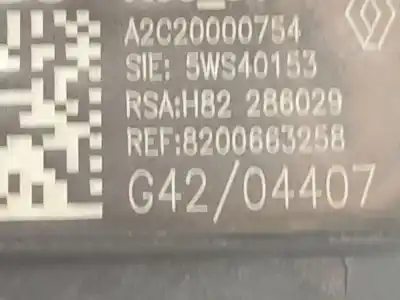 A2C20000754
SIE: 5WS40153
RSA:H82 286029
REF:8200663258
G42/04407